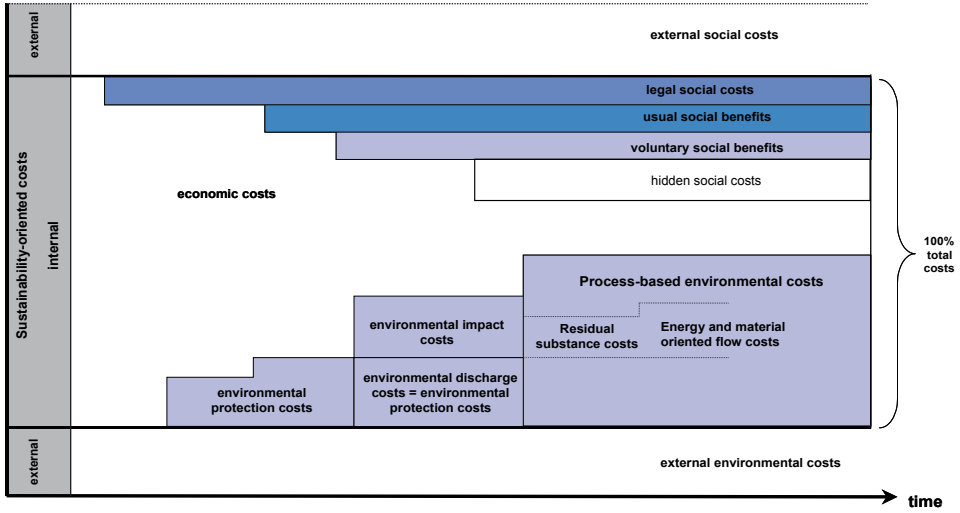 external
external social costs
Sustainability-oriented costs
internal
legal social costs
usual social benefits
voluntary social benefits
hidden social costs
economic costs
100%
total
costs
Process-based environmental costs
environmental impact
costs
Residual
substance costs
Energy and material
oriented flow costs
environmental
protection costs
environmental discharge
costs = environmental
protection costs
external
external environmental costs
time